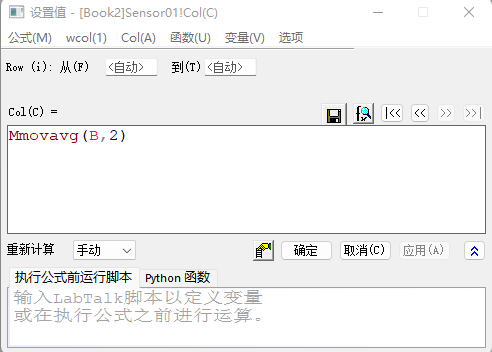 设置值 - [Book2]Sensor01!Col(C)
公式(M) wcol(1) Col(A) 函数(U) 变量(V) 选项
Row (i): 从(F) <自动> 到(T) <自动>
Col(C) =
|<< << >> >>|
Mmovavg(B,2)
重新计算 手动 确定 取消(C) 应用(A)
执行公式前运行脚本 Python 函数
输入LabTalk脚本以定义变量
或在执行公式之前进行运算。